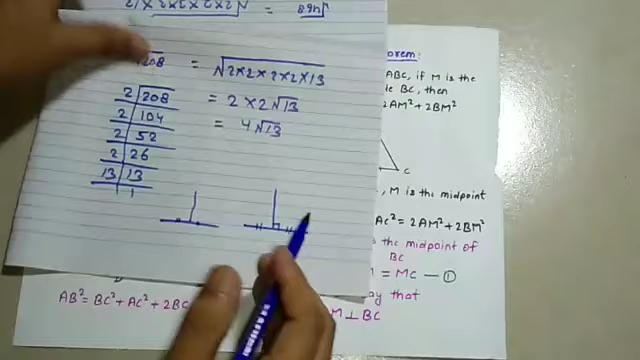 208 = √2×2×2×2×13
2 | 208 = 2×2√13
2 | 104 = 4√13
2 | 52
2 | 26
13 | 13
1
orem:
ABC, if M is the
BC, then
2AM²+2BM²
C
, M is the midpoint
AC² = 2AM²+2BM²
the midpoint of
BC
= MC — ①
ay that
M ⊥ BC
AB² = BC² + AC² + 2BC